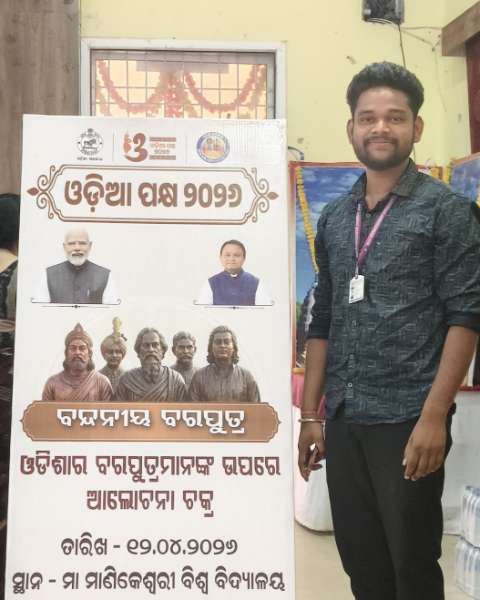 ଓଡ଼ିଆ ପକ୍ଷ ୨୦୨୬
ବନ୍ଦନୀୟ ବରପୁତ୍ର
ଓଡିଶାର ବରପୁତ୍ରମାନଙ୍କ ଉପରେ
ଆଲୋଚନା ଚକ୍ର
ତାରିଖ - ୧୨.୦୪.୨୦୨୬
ସ୍ଥାନ - ମା ମାଣିକେଶ୍ୱରୀ ବିଶ୍ୱ ବିଦ୍ୟାଳୟ